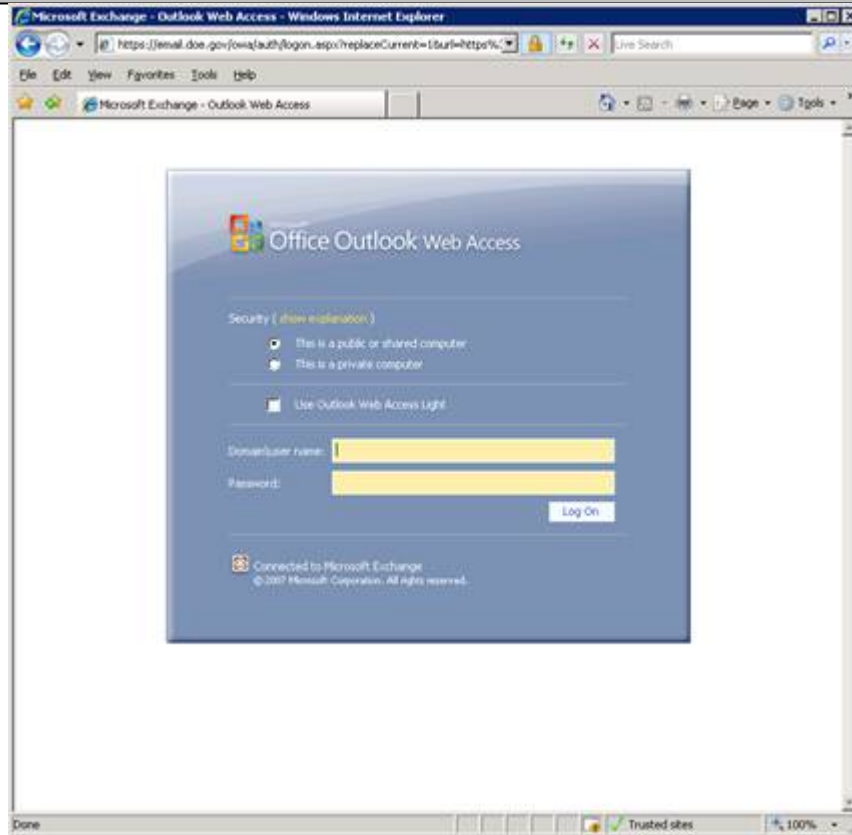 Microsoft Exchange - Outlook Web Access - Windows Internet Explorer
https://email.doe.gov/owa/auth/logon.aspx?replaceCurrent=1&url=https%
Live Search
File Edit View Favorites Tools Help
Microsoft Exchange - Outlook Web Access
Page Tools
Microsoft
Office Outlook Web Access
Security ( show explanation )
This is a public or shared computer
This is a private computer
Use Outlook Web Access Light
Domain\user name:
Password:
Log On
Connected to Microsoft Exchange
© 2007 Microsoft Corporation. All rights reserved.
Done Trusted sites 100%